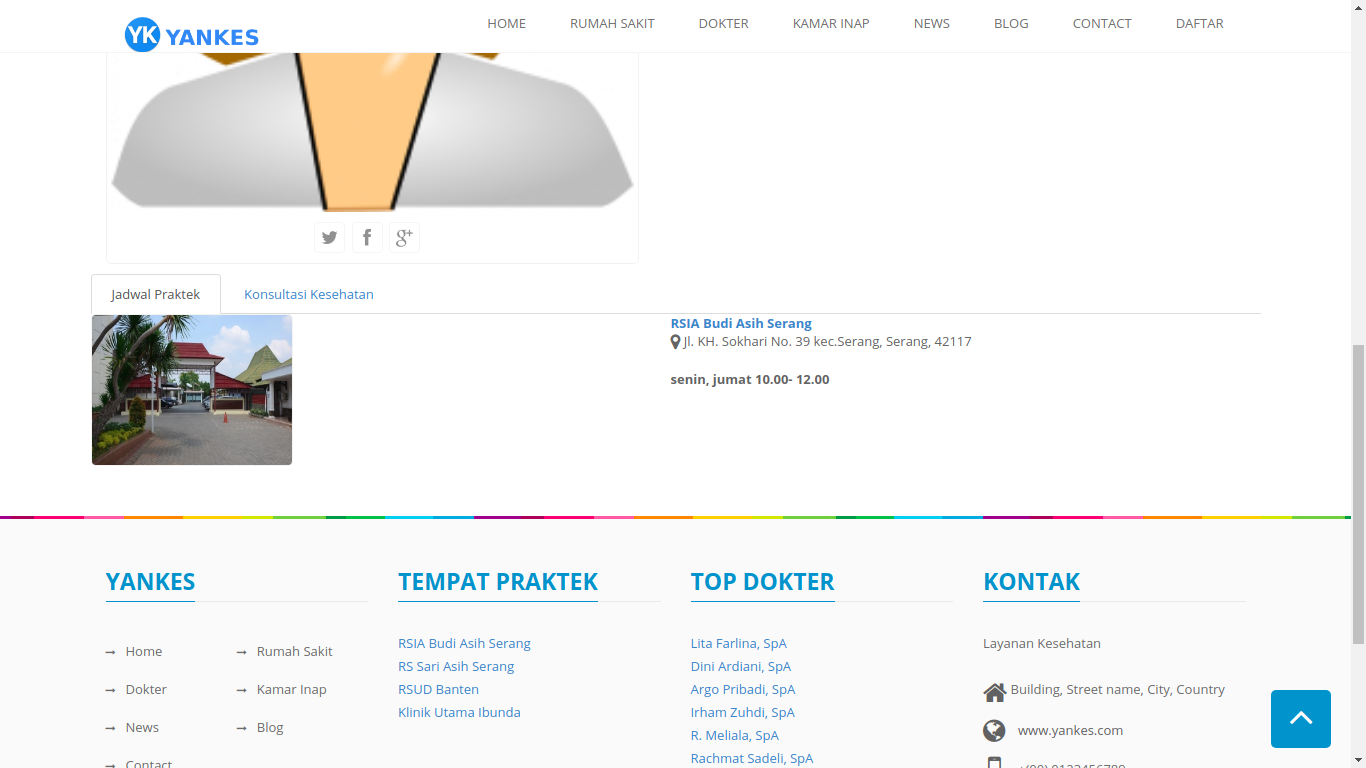 YK YANKES
HOME RUMAH SAKIT DOKTER KAMAR INAP NEWS BLOG CONTACT DAFTAR
Jadwal Praktek Konsultasi Kesehatan
RSIA Budi Asih Serang
Jl. KH. Sokhari No. 39 kec.Serang, Serang, 42117
senin, jumat 10.00- 12.00
YANKES
Home Rumah Sakit
Dokter Kamar Inap
News Blog
Contact
TEMPAT PRAKTEK
RSIA Budi Asih Serang
RS Sari Asih Serang
RSUD Banten
Klinik Utama Ibunda
TOP DOKTER
Lita Farlina, SpA
Dini Ardiani, SpA
Argo Pribadi, SpA
Irham Zuhdi, SpA
R. Meliala, SpA
Rachmat Sadeli, SpA
KONTAK
Layanan Kesehatan
Building, Street name, City, Country
www.yankes.com